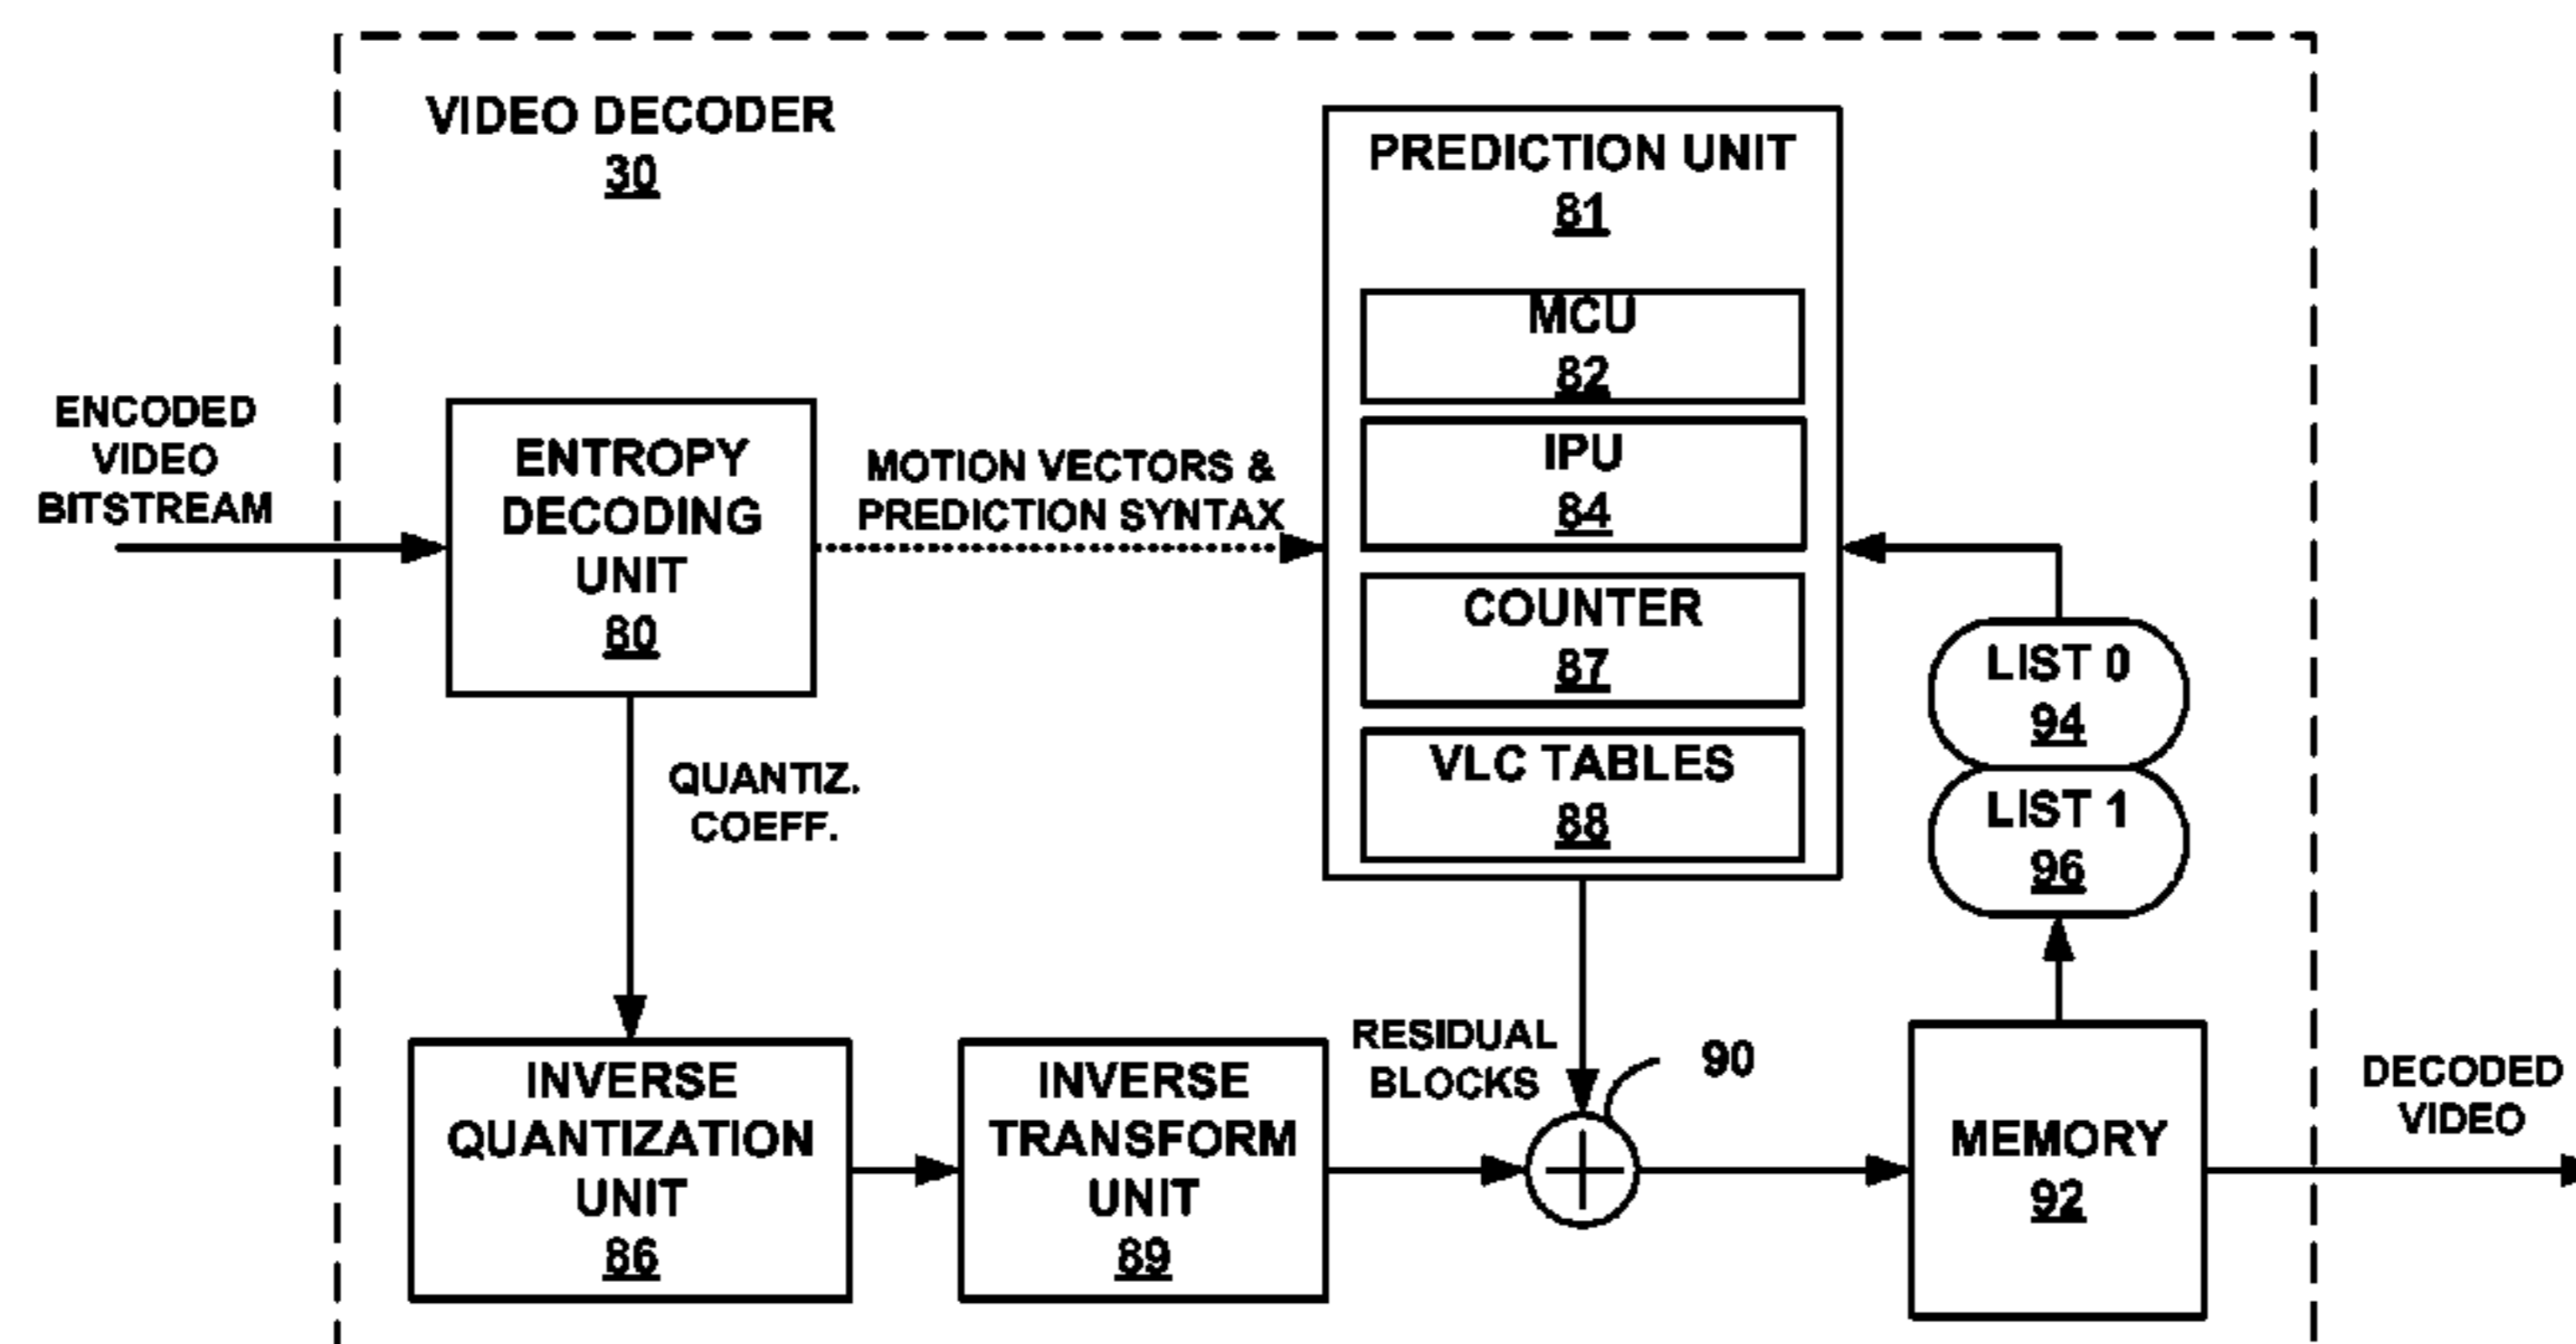 VIDEO DECODER
30
PREDICTION UNIT
81
MCU
82
IPU
84
COUNTER
87
VLC TABLES
88
ENCODED
VIDEO
BITSTREAM
ENTROPY
DECODING
UNIT
80
MOTION VECTORS &
PREDICTION SYNTAX
LIST 0
94
LIST 1
96
QUANTIZ.
COEFF.
INVERSE
QUANTIZATION
UNIT
86
INVERSE
TRANSFORM
UNIT
89
RESIDUAL
BLOCKS
90
MEMORY
92
DECODED
VIDEO